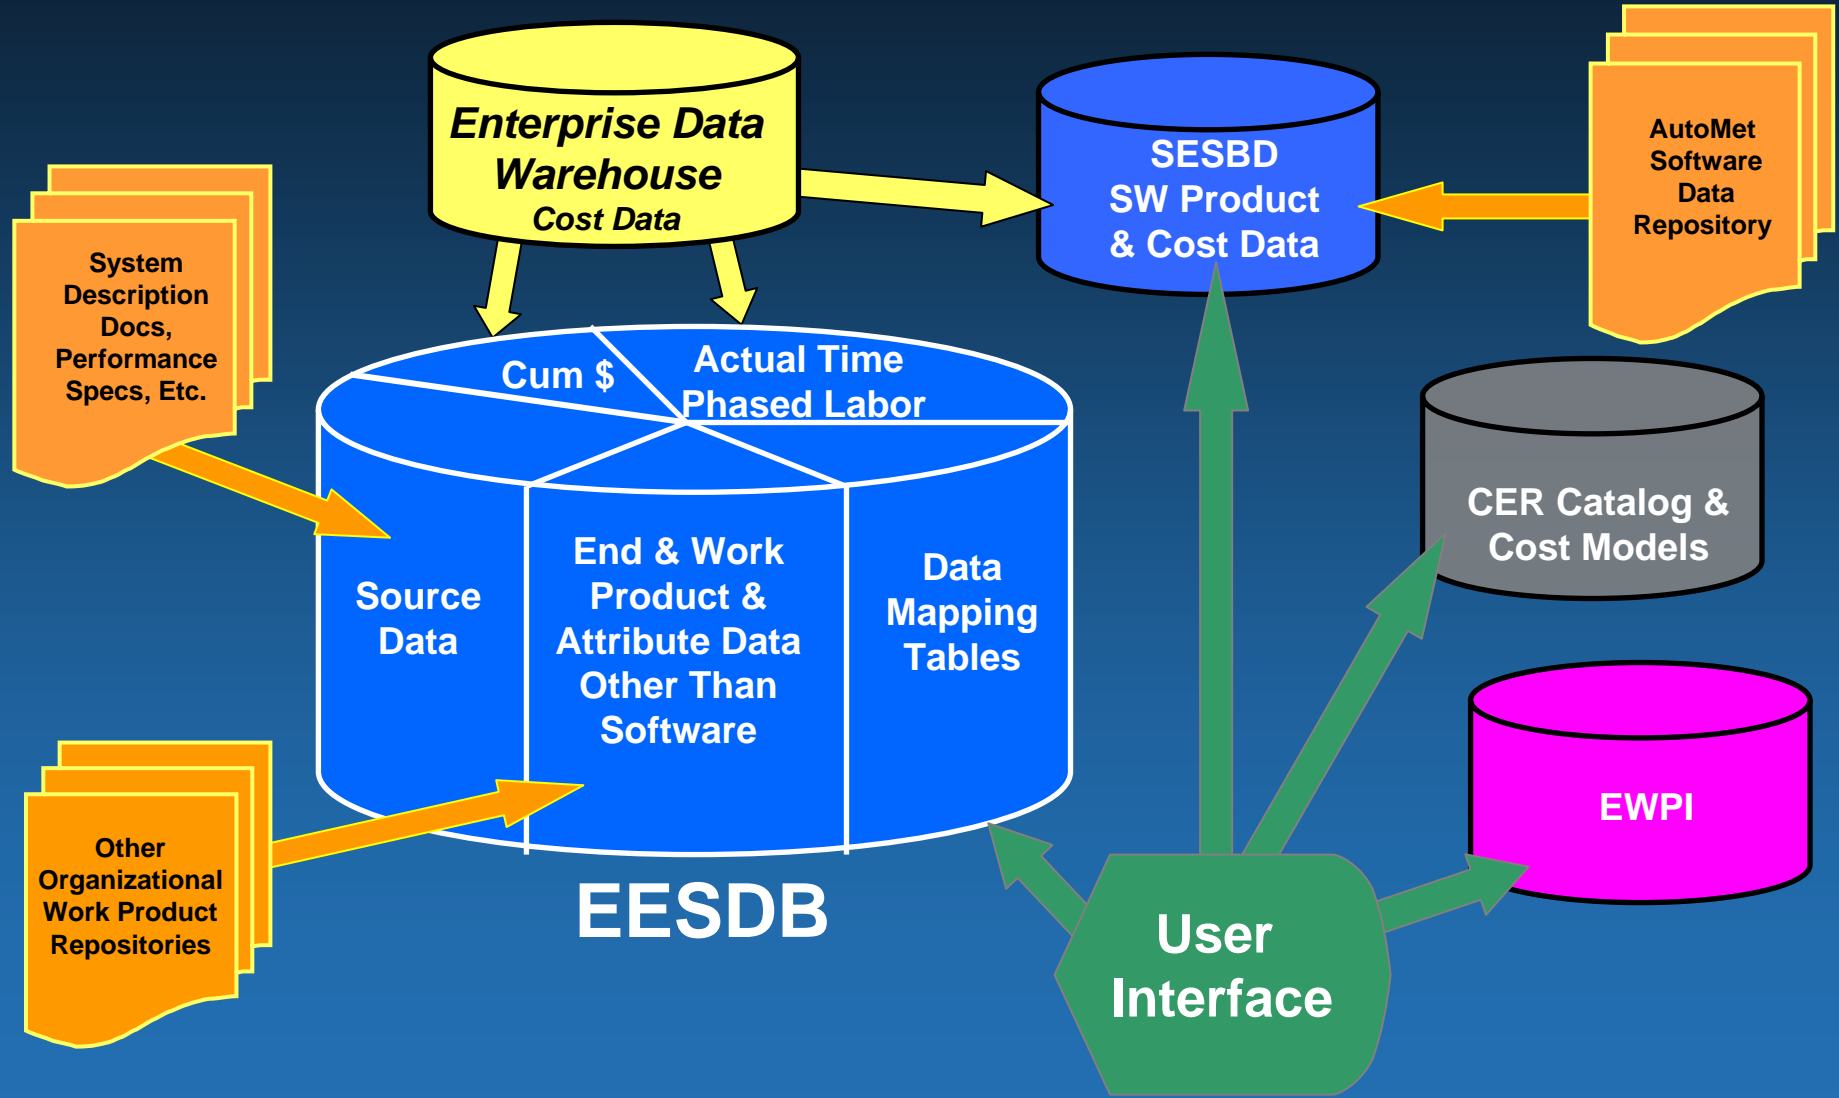 Enterprise Data
Warehouse
Cost Data
SESBD
SW Product
& Cost Data
AutoMet
Software
Data
Repository
System
Description
Docs,
Performance
Specs, Etc.
Cum $
Actual Time
Phased Labor
CER Catalog &
Cost Models
Source
Data
End & Work
Product &
Attribute Data
Other Than
Software
Data
Mapping
Tables
EWPI
Other
Organizational
Work Product
Repositories
EESDB
User
Interface